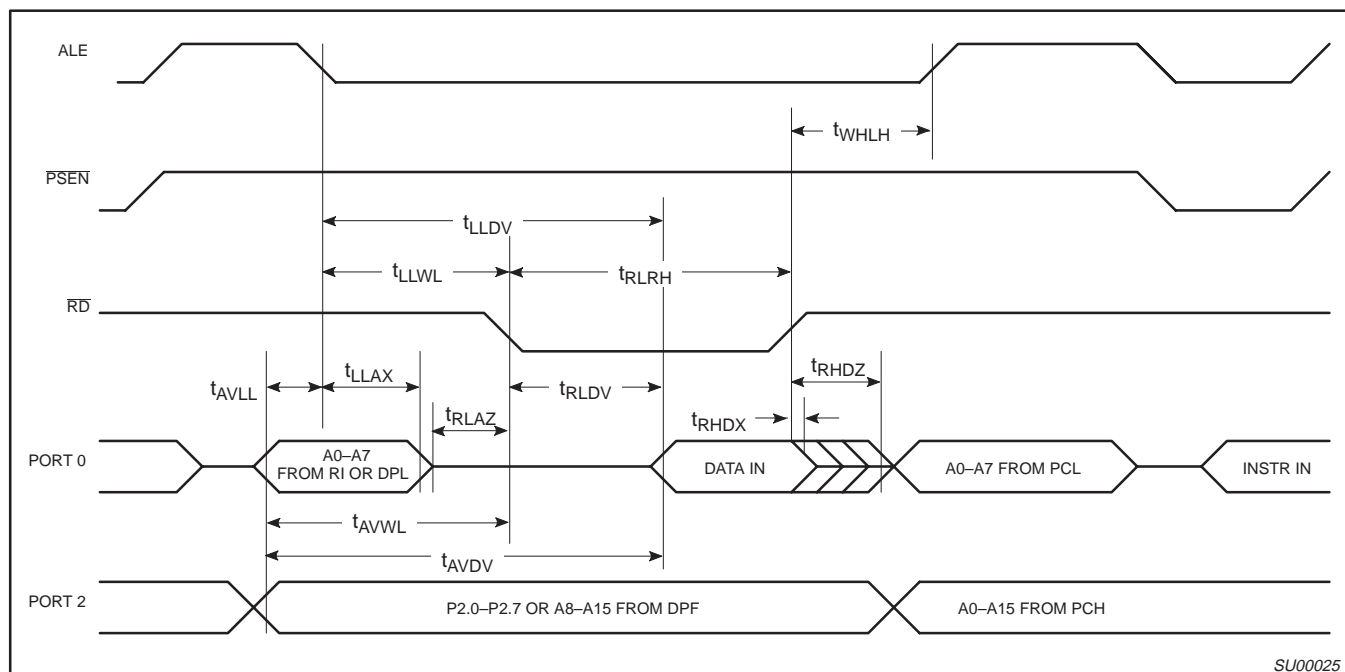 ALE
tWHLH
PSEN
tLLDV
tLLWL
tRLRH
RD
tAVLL
tLLAX
tRLDV
tRHDZ
tRLAZ
tRHDX
PORT 0
A0–A7
FROM RI OR DPL
DATA IN
A0–A7 FROM PCL
INSTR IN
tAVWL
tAVDV
PORT 2
P2.0–P2.7 OR A8–A15 FROM DPF
A0–A15 FROM PCH
SU00025